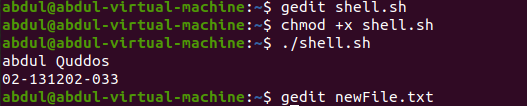 abdul@abdul-virtual-machine:~$ gedit shell.sh
abdul@abdul-virtual-machine:~$ chmod +x shell.sh
abdul@abdul-virtual-machine:~$ ./shell.sh
abdul Quddos
02-131202-033
abdul@abdul-virtual-machine:~$ gedit newFile.txt